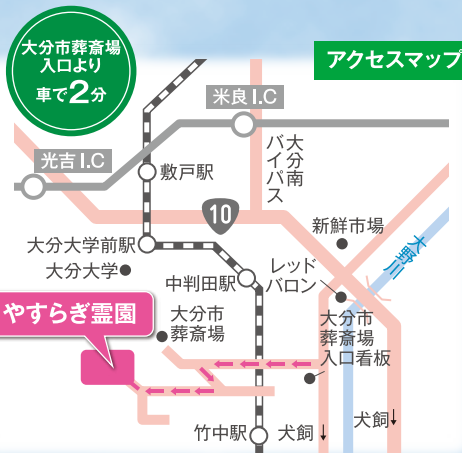 大分市葬斎場
入口より
車で2分
アクセスマップ
米良I.C
光吉I.C
大分南
バイパス
敷戸駅
10
新鮮市場
大分大学前駅
大分大学
大野川
中判田駅
レッド
バロン
やすらぎ霊園
大分市
葬斎場
大分市
葬斎場
入口看板
竹中駅
犬飼↓
犬飼↓